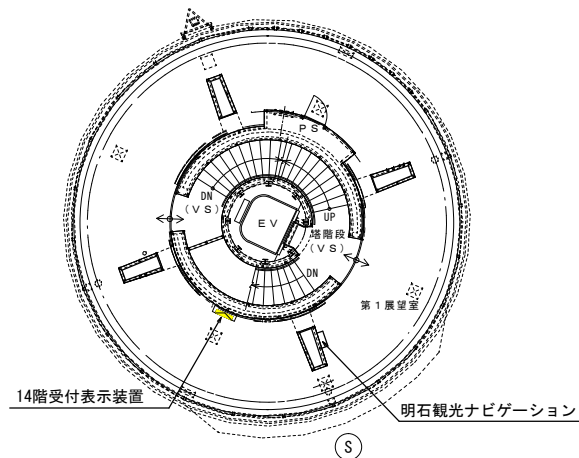 PS
DN
(VS)
EV
UP
塔階段
(VS)
DN
第1展望室
14階受付表示装置
明石観光ナビゲーション
S